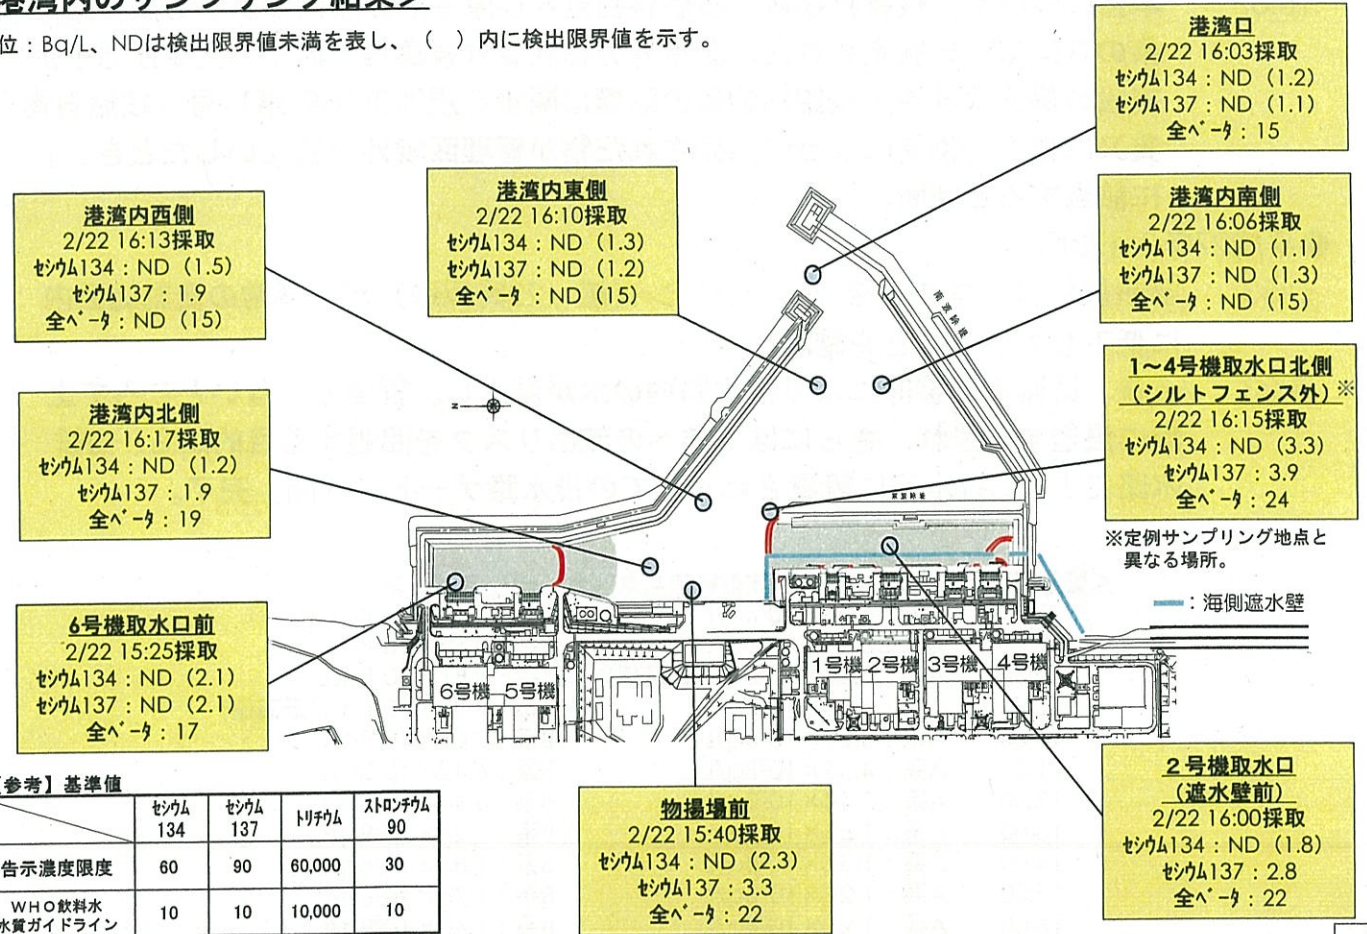 港湾内のサンプリング結果＞
位：Bq/L、NDは検出限界値未満を表し、（　）内に検出限界値を示す。
港湾口
2/22 16:03採取
セシウム134：ND（1.2）
セシウム137：ND（1.1）
全ベータ：15
港湾内西側
2/22 16:13採取
セシウム134：ND（1.5）
セシウム137：1.9
全ベータ：ND（15）
港湾内東側
2/22 16:10採取
セシウム134：ND（1.3）
セシウム137：ND（1.2）
全ベータ：ND（15）
港湾内南側
2/22 16:06採取
セシウム134：ND（1.1）
セシウム137：ND（1.3）
全ベータ：ND（15）
南波除堤
1～4号機取水口北側
（シルトフェンス外）※
2/22 16:15採取
セシウム134：ND（3.3）
セシウム137：3.9
全ベータ：24
※定例サンプリング地点と
異なる場所。
：海側遮水壁
港湾内北側
2/22 16:17採取
セシウム134：ND（1.2）
セシウム137：1.9
全ベータ：19
N
東波除堤
6号機取水口前
2/22 15:25採取
セシウム134：ND（2.1）
セシウム137：ND（2.1）
全ベータ：17
6号機 5号機
1号機 2号機 3号機 4号機
物揚場前
2/22 15:40採取
セシウム134：ND（2.3）
セシウム137：3.3
全ベータ：22
2号機取水口
（遮水壁前）
2/22 16:00採取
セシウム134：ND（1.8）
セシウム137：2.8
全ベータ：22
【参考】基準値
セシウム134 セシウム137 トリチウム ストロンチウム90
告示濃度限度 60 90 60,000 30
WHO飲料水水質ガイドライン 10 10 10,000 10